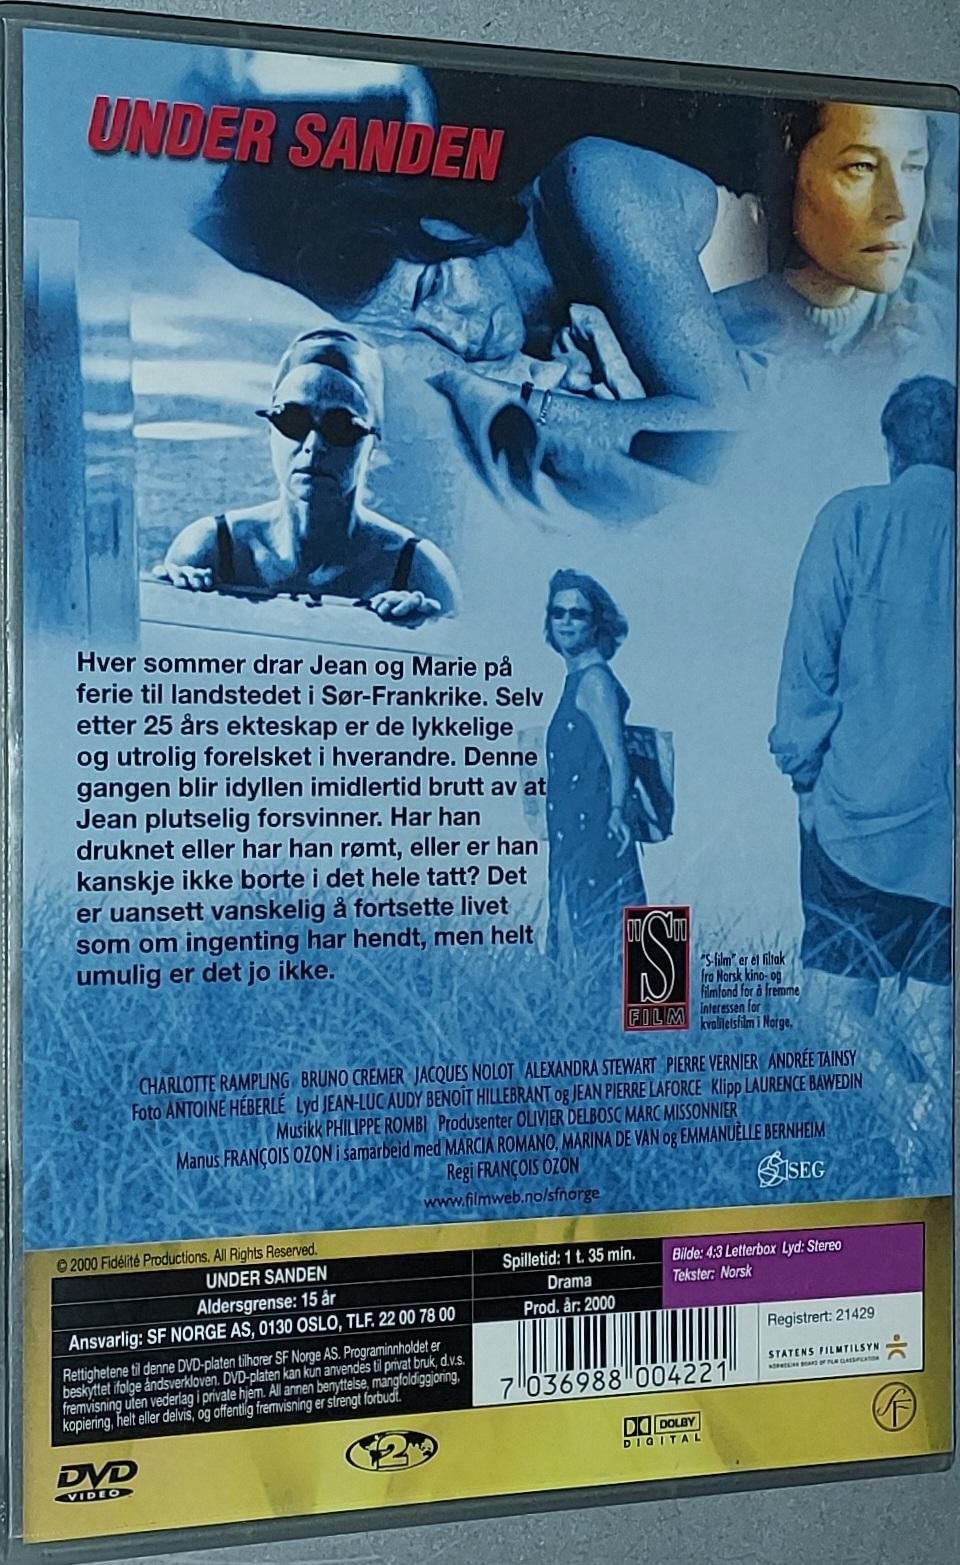 UNDER SANDEN
Hver sommer drar Jean og Marie på
ferie til landstedet i Sør-Frankrike. Selv
etter 25 års ekteskap er de lykkelige
og utrolig forelsket i hverandre. Denne
gangen blir idyllen imidlertid brutt av at
Jean plutselig forsvinner. Har han
druknet eller har han rømt, eller er han
kanskje ikke borte i det hele tatt? Det
er uansett vanskelig å fortsette livet
som om ingenting har hendt, men helt
umulig er det jo ikke.
"S"
FILM
"S-film" er et tiltak
fra Norsk kino- og
filmfond for å fremme
interessen for
kvalitetsfilm i Norge.
CHARLOTTE RAMPLING BRUNO CREMER JACQUES NOLOT ALEXANDRA STEWART PIERRE VERNIER ANDRÉE TAINSY
Foto ANTOINE HÉBERLÉ Lyd JEAN-LUC AUDY BENOÎT HILLEBRANT og JEAN PIERRE LAFORCE Klipp LAURENCE BAWEDIN
Musikk PHILIPPE ROMBI Produsenter OLIVIER DELBOSC MARC MISSONNIER
Manus FRANÇOIS OZON i samarbeid med MARCIA ROMANO, MARINA DE VAN og EMMANUÈLLE BERNHEIM
Regi FRANÇOIS OZON
SEG
www.filmweb.no/sfnorge
© 2000 Fidélité Productions. All Rights Reserved.
UNDER SANDEN
Aldersgrense: 15 år
Ansvarlig: SF NORGE AS, 0130 OSLO, TLF. 22 00 78 00
Rettighetene til denne DVD-platen tilhører SF Norge AS. Programinnholdet er
beskyttet ifølge åndsverkloven. DVD-platen kan kun anvendes til privat bruk, d.v.s.
fremvisning uten vederlag i private hjem. All annen benyttelse, mangfoldiggjøring,
kopiering, helt eller delvis, og offentlig fremvisning er strengt forbudt.
Spilletid: 1 t. 35 min.
Drama
Prod. år: 2000
Bilde: 4:3 Letterbox Lyd: Stereo
Tekster: Norsk
7 036988 004221
Registrert: 21429
STATENS FILMTILSYN
NORWEGIAN BOARD OF FILM CLASSIFICATION
DVD
VIDEO
2
DOLBY
DIGITAL
SF